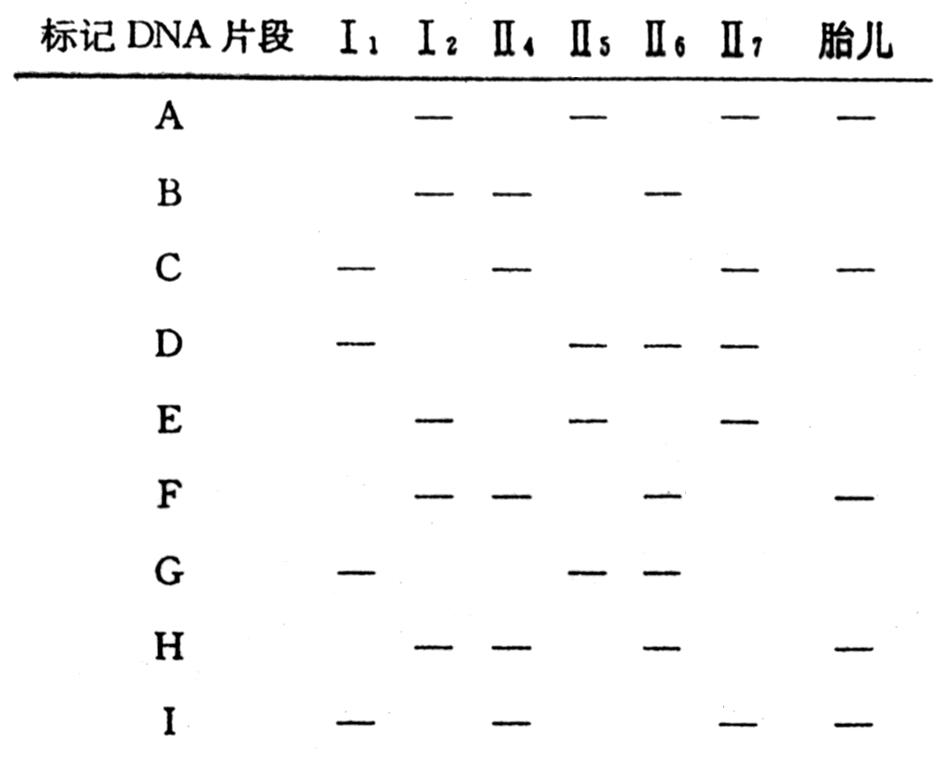 标记 DNA 片段 Ⅰ₁ Ⅰ₂ Ⅱ₄ Ⅱ₅ Ⅱ₆ Ⅱ₇ 胎儿
A — — — —
B — — —
C — — — —
D — — — —
E — — —
F — — — —
G — — —
H — — — —
I — — — —